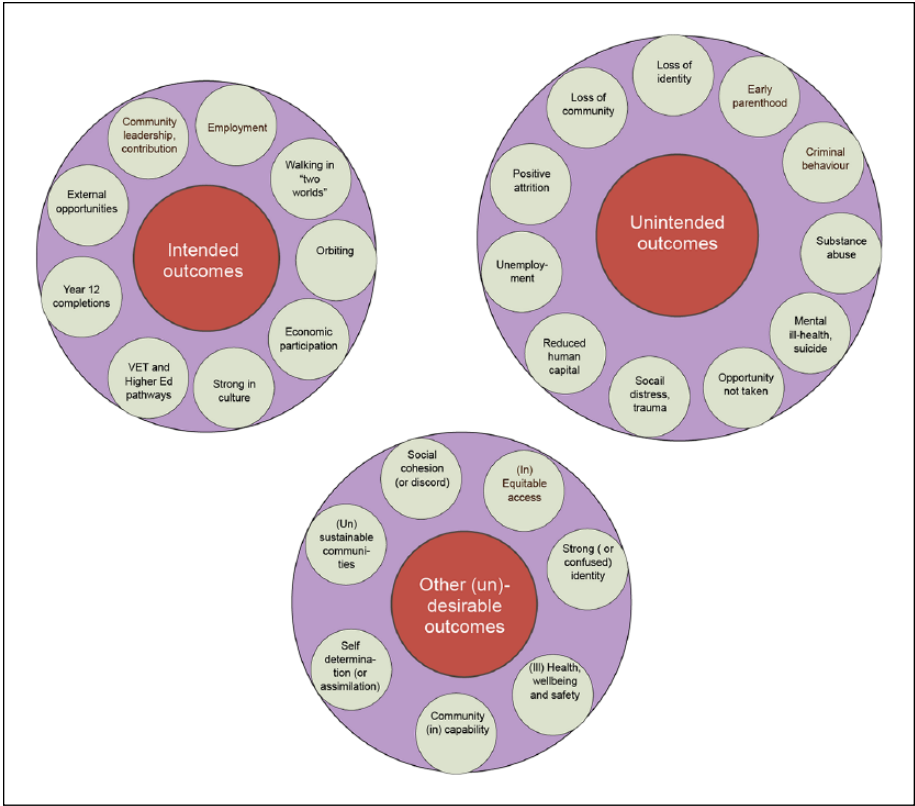 Intended
outcomes
Community
leadership,
contribution
Employment
Walking in
“two
worlds”
Orbiting
Economic
participation
Strong in
culture
VET and
Higher Ed
pathways
Year 12
completions
External
opportunities
Unintended
outcomes
Loss of
identity
Early
parenthood
Criminal
behaviour
Substance
abuse
Mental
ill-health,
suicide
Opportunity
not taken
Socail
distress,
trauma
Reduced
human
capital
Unemploy-
ment
Positive
attrition
Loss of
community
Other (un)-
desirable
outcomes
Social
cohesion
(or discord)
(In)
Equitable
access
Strong ( or
confused)
identity
(Ill) Health,
wellbeing
and safety
Community
(in) capability
Self
determina-
tion (or
assimilation)
(Un)
sustainable
communi-
ties